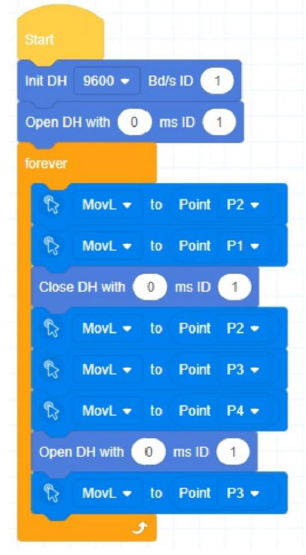 Start
Init DH 9600 Bd/s ID 1
Open DH with 0 ms ID 1
forever
MovL to Point P2
MovL to Point P1
Close DH with 0 ms ID 1
MovL to Point P2
MovL to Point P3
MovL to Point P4
Open DH with 0 ms ID 1
MovL to Point P3